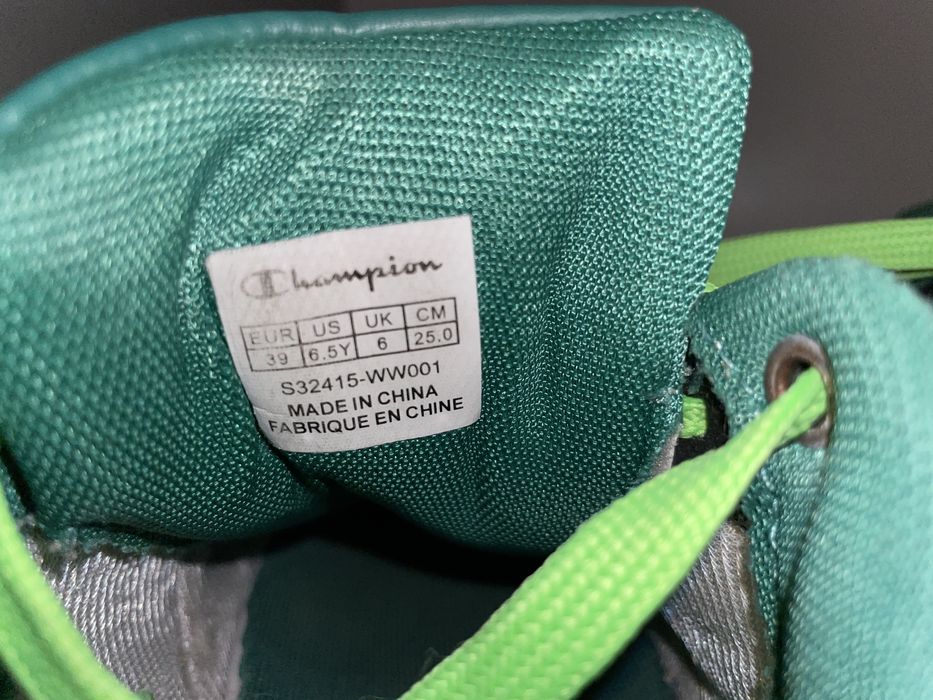 Champion
EUR US UK CM
39 6.5Y 6 25.0
S32415-WW001
MADE IN CHINA
FABRIQUE EN CHINE